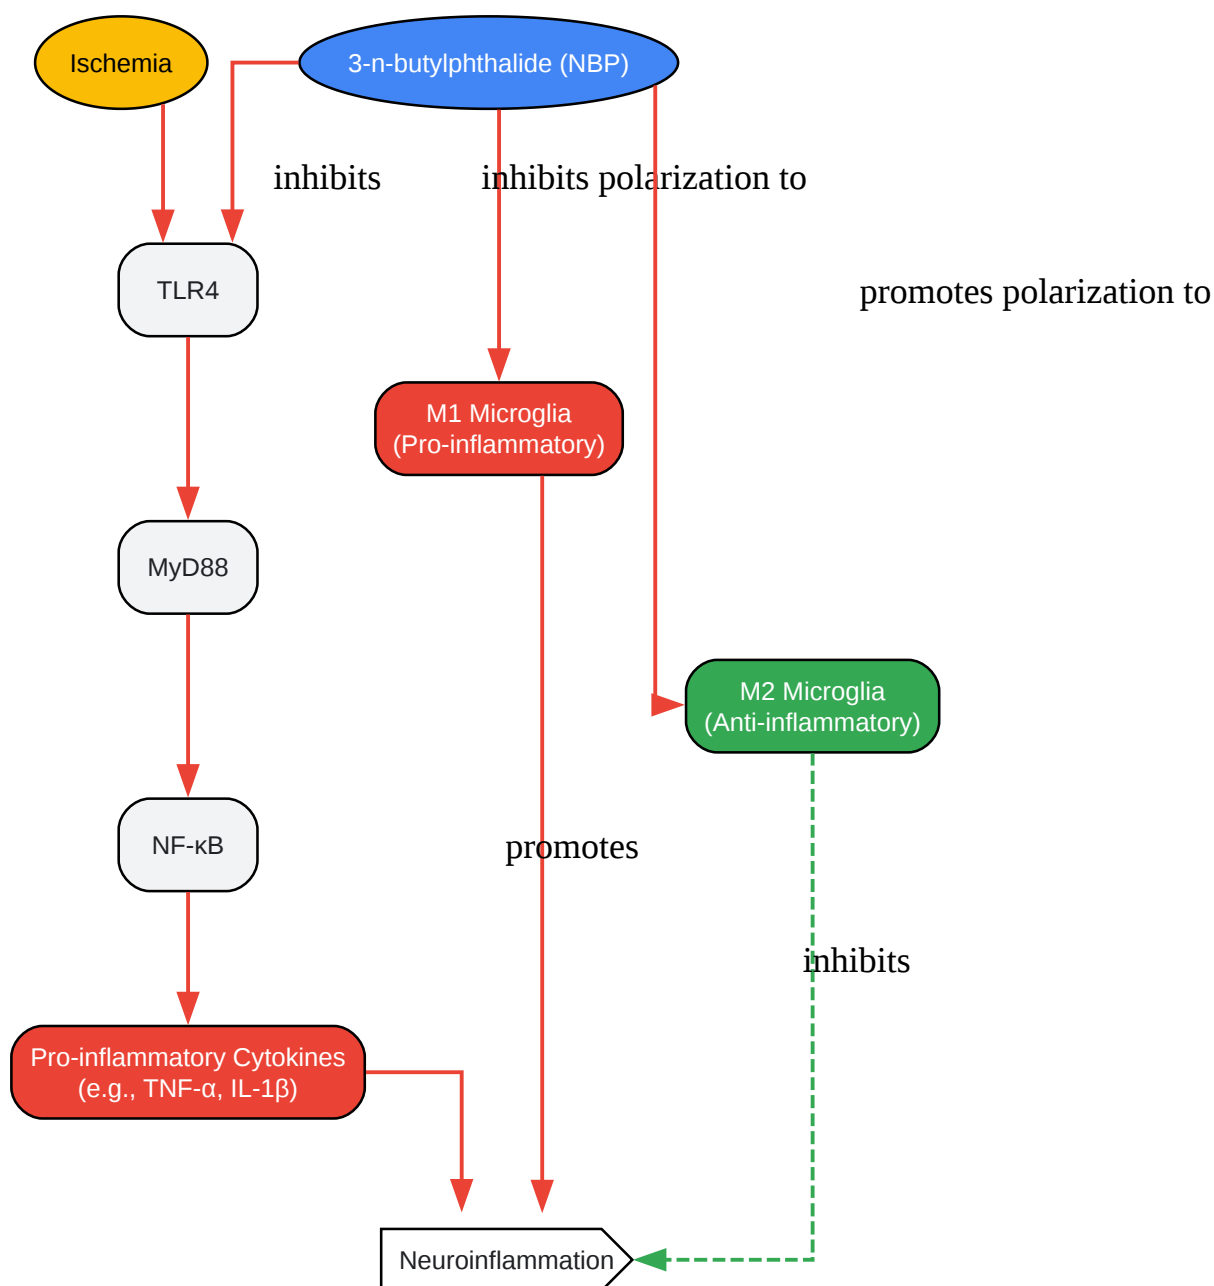 Ischemia
3-n-butylphthalide (NBP)
inhibits
inhibits polarization to
TLR4
promotes polarization to
M1 Microglia
(Pro-inflammatory)
MyD88
M2 Microglia
(Anti-inflammatory)
NF-κB
promotes
inhibits
Pro-inflammatory Cytokines
(e.g., TNF-α, IL-1β)
Neuroinflammation